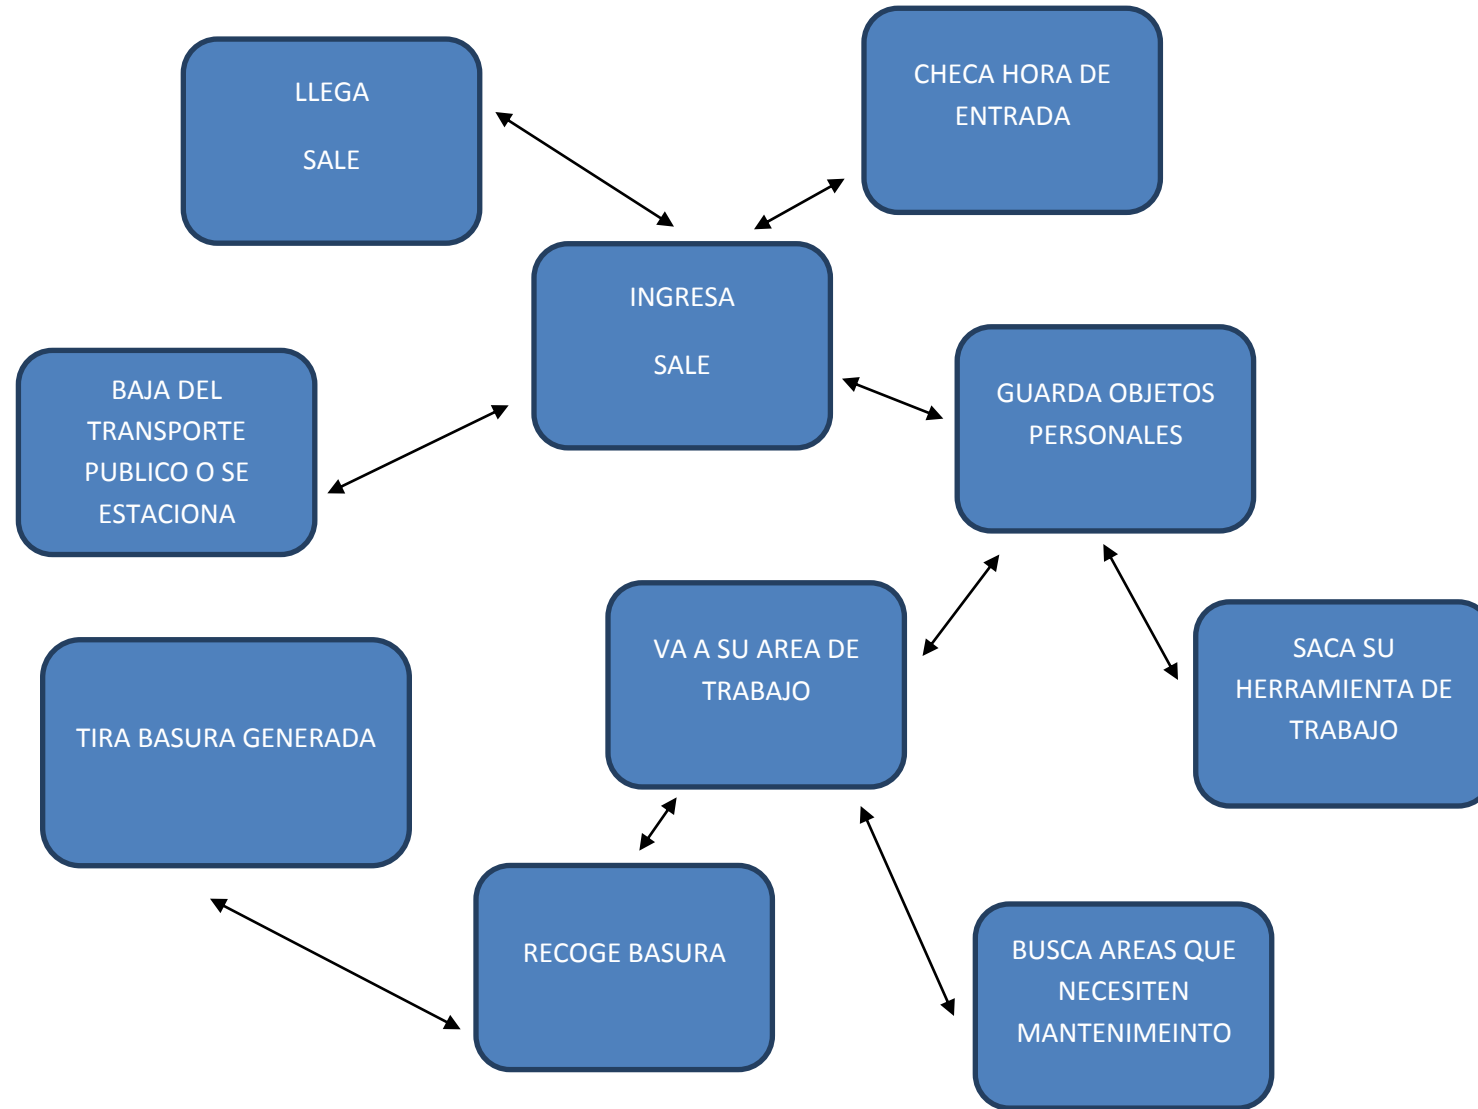 LLEGA
SALE
CHECA HORA DE
ENTRADA
INGRESA
SALE
BAJA DEL
TRANSPORTE
PUBLICO O SE
ESTACIONA
GUARDA OBJETOS
PERSONALES
VA A SU AREA DE
TRABAJO
SACA SU
HERRAMIENTA DE
TRABAJO
TIRA BASURA GENERADA
RECOGE BASURA
BUSCA AREAS QUE
NECESITEN
MANTENIMEINTO